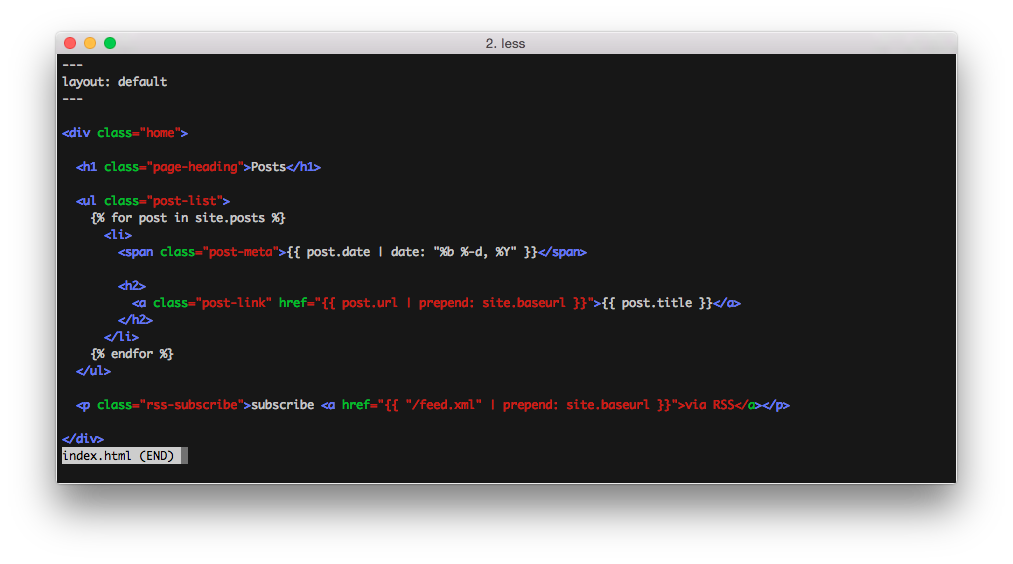 2. less
---
layout: default
---
<div class="home">
<h1 class="page-heading">Posts</h1>
<ul class="post-list">
{% for post in site.posts %}
<li>
<span class="post-meta">{{ post.date | date: "%b %-d, %Y" }}</span>
<h2>
<a class="post-link" href="{{ post.url | prepend: site.baseurl }}">{{ post.title }}</a>
</h2>
</li>
{% endfor %}
</ul>
<p class="rss-subscribe">subscribe <a href="{{ "/feed.xml" | prepend: site.baseurl }}">via RSS</a></p>
</div>
index.html (END)